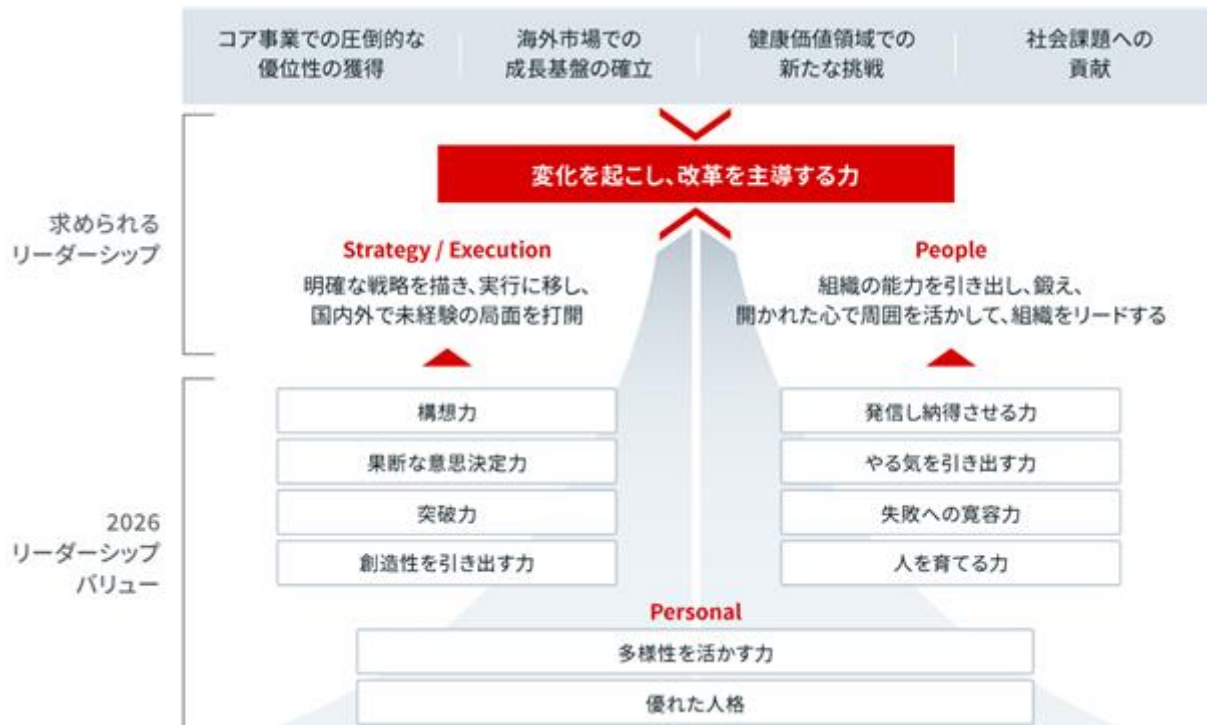 コア事業での圧倒的な
優位性の獲得
海外市場での
成長基盤の確立
健康価値領域での
新たな挑戦
社会課題への
貢献
変化を起こし、改革を主導する力
求められる
リーダーシップ
Strategy / Execution
明確な戦略を描き、実行に移し、
国内外で未経験の局面を打開
People
組織の能力を引き出し、鍛え、
開かれた心で周囲を活かして、組織をリードする
2026
リーダーシップ
バリュー
構想力
果断な意思決定力
突破力
創造性を引き出す力
発信し納得させる力
やる気を引き出す力
失敗への寛容力
人を育てる力
Personal
多様性を活かす力
優れた人格